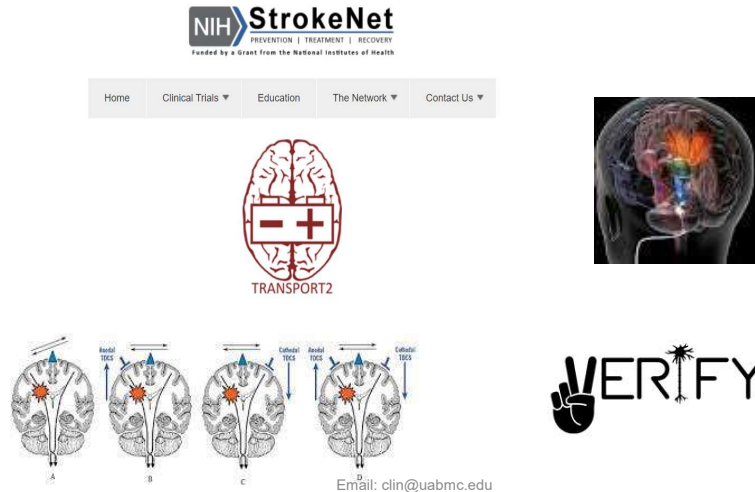 NIH StrokeNet
PREVENTION | TREATMENT | RECOVERY
Funded by a Grant from the National Institutes of Health
Home Clinical Trials Education The Network Contact Us
TRANSPORT2
Anodal TDCS
Cathodal TDCS
Anodal TDCS
Cathodal TDCS
A B C D
VERIFY
Email: clin@uabmc.edu